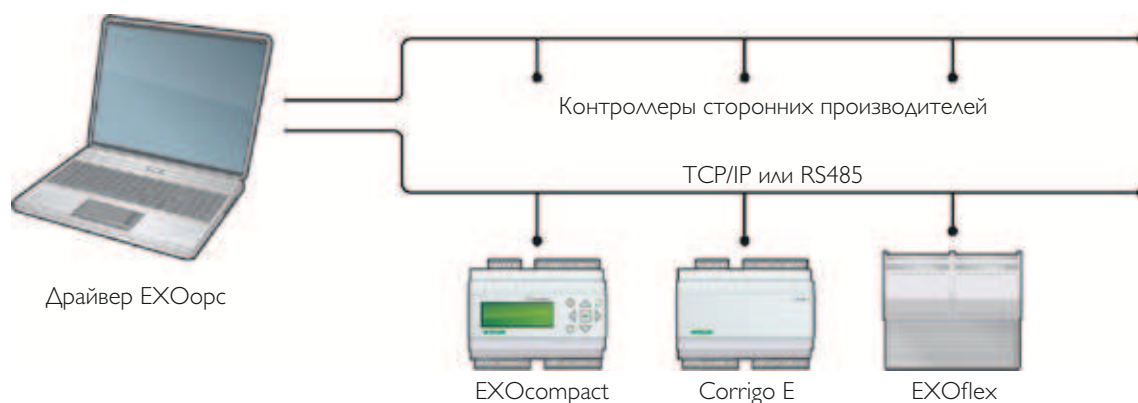 Контроллеры сторонних производителей
TCP/IP или RS485
Драйвер EXOopc
EXOcompact
Corrigo E
EXOflex